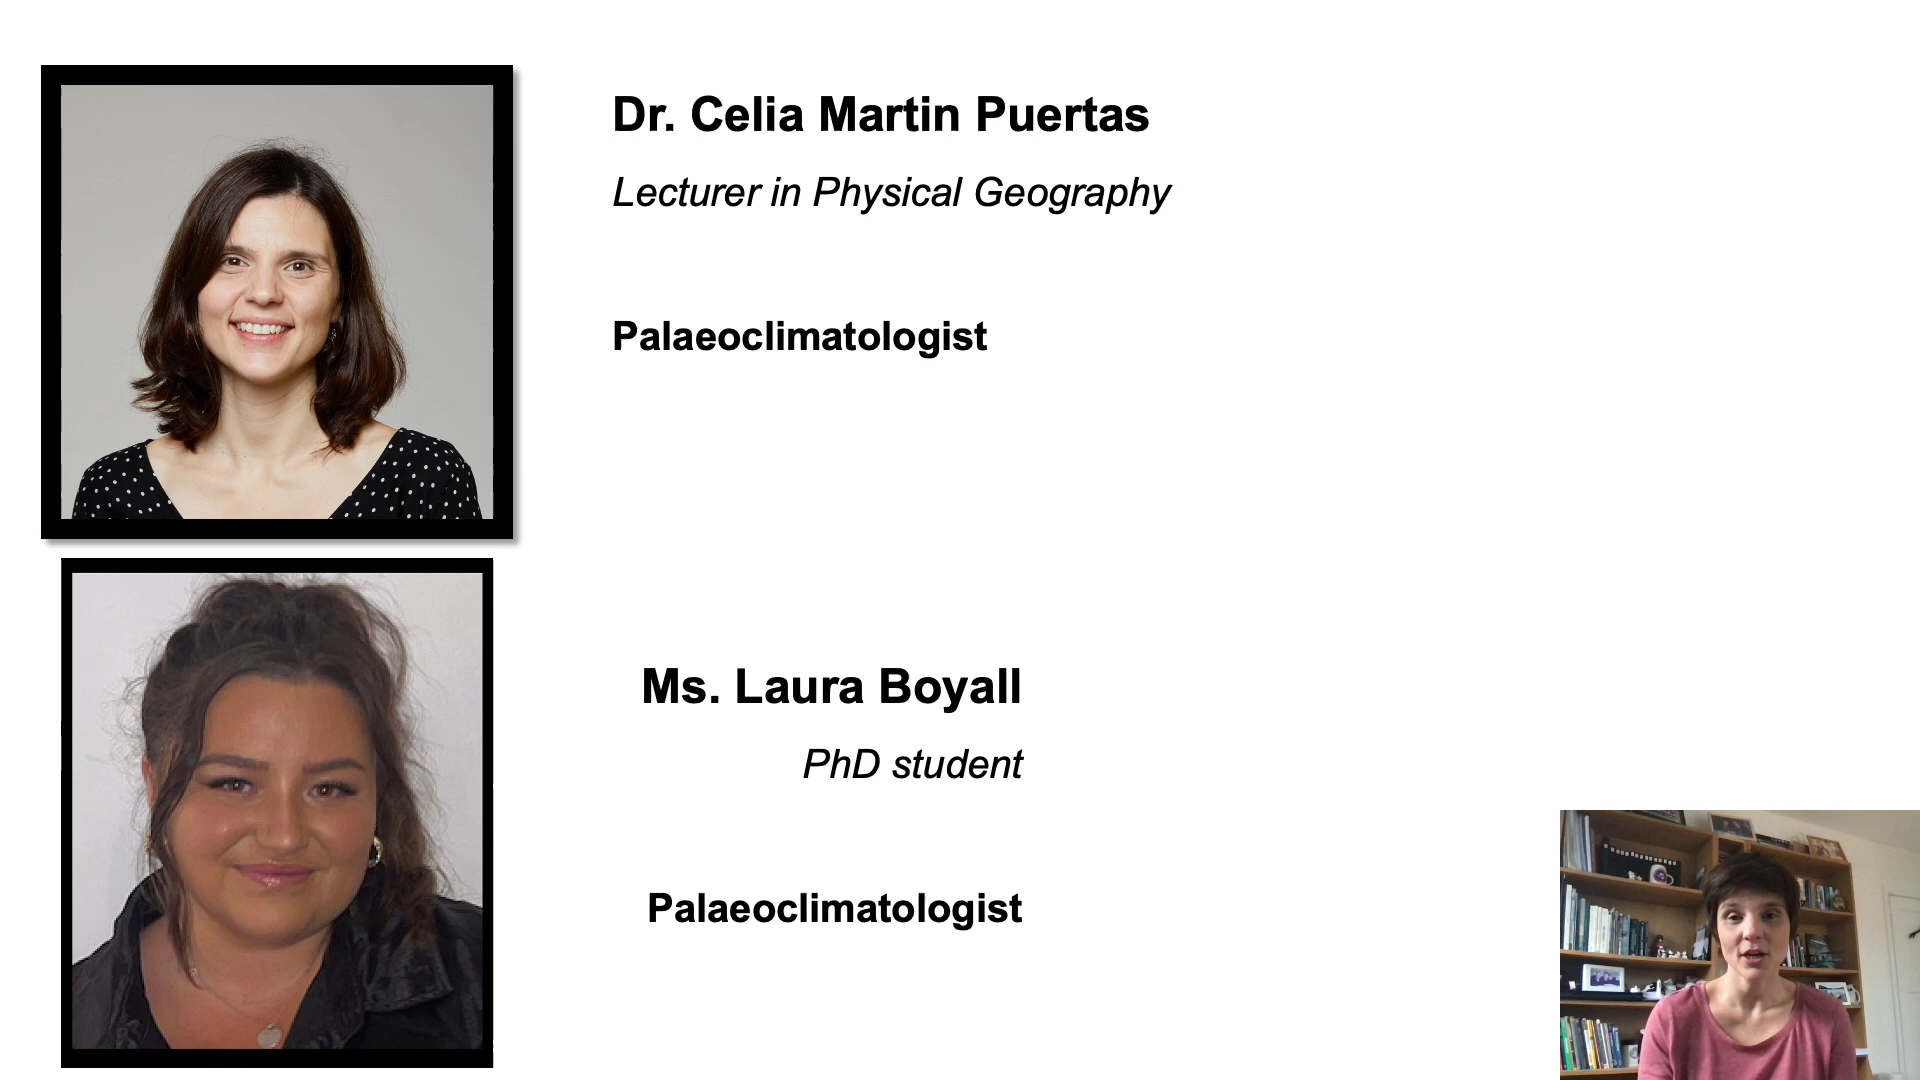 Dr. Celia Martin Puertas
Lecturer in Physical Geography
Palaeoclimatologist
Ms. Laura Boyall
PhD student
Palaeoclimatologist